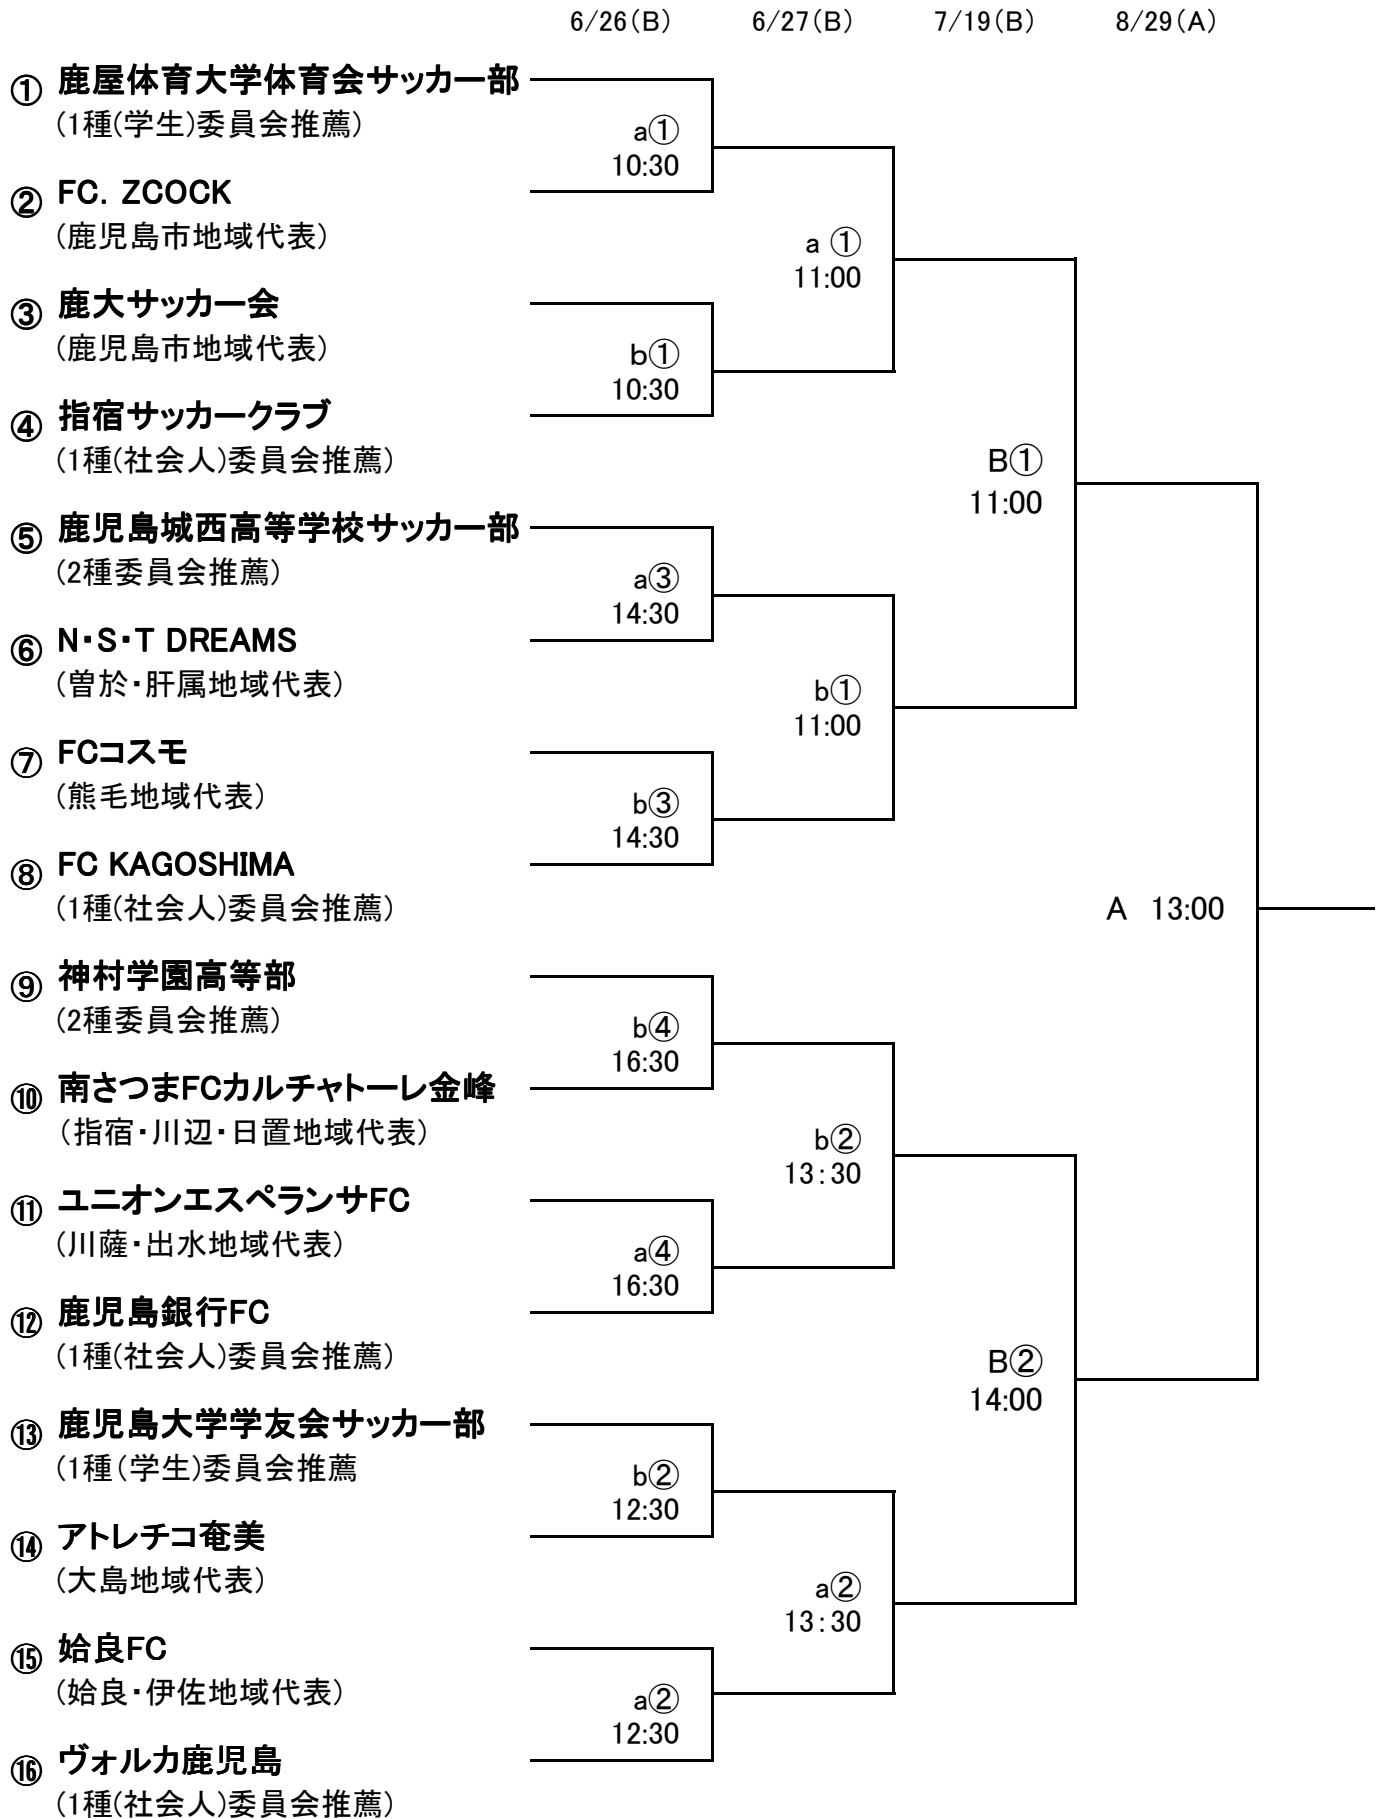 6/26(B) 6/27(B) 7/19(B) 8/29(A)
① 鹿屋体育大学体育会サッカー部
(1種(学生)委員会推薦)
a①
10:30
② FC．ZCOCK
(鹿児島市地域代表)
a ①
11:00
③ 鹿大サッカー会
(鹿児島市地域代表)
b①
10:30
④ 指宿サッカークラブ
(1種(社会人)委員会推薦)
B①
11:00
⑤ 鹿児島城西高等学校サッカー部
(2種委員会推薦)
a③
14:30
⑥ N・S・T DREAMS
(曽於・肝属地域代表)
b①
11:00
⑦ FCコスモ
(熊毛地域代表)
b③
14:30
⑧ FC KAGOSHIMA
(1種(社会人)委員会推薦)
A 13:00
⑨ 神村学園高等部
(2種委員会推薦)
b④
16:30
⑩ 南さつまFCカルチャトーレ金峰
(指宿・川辺・日置地域代表)
b②
13:30
⑪ ユニオンエスペランサFC
(川薩・出水地域代表)
a④
16:30
⑫ 鹿児島銀行FC
(1種(社会人)委員会推薦)
B②
14:00
⑬ 鹿児島大学学友会サッカー部
(1種(学生)委員会推薦
b②
12:30
⑭ アトレチコ奄美
(大島地域代表)
a②
13:30
⑮ 姶良FC
(姶良・伊佐地域代表)
a②
12:30
⑯ ヴォルカ鹿児島
(1種(社会人)委員会推薦)